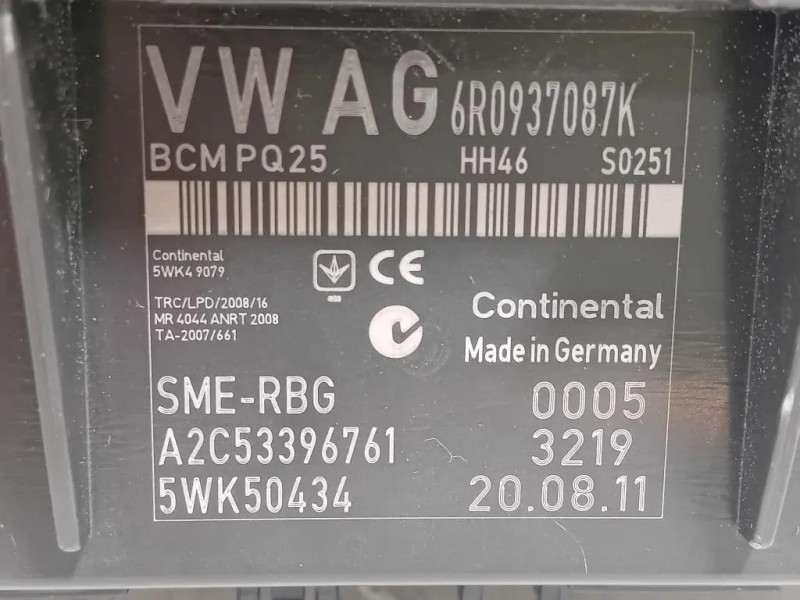 VW AG 6R0937087K
BCM PQ25 HH46 S0251
Continental
5WK4 9079
TRC/LPD/2008/16
MR 4044 ANRT 2008
TA-2007/661
CE
Continental
Made in Germany
SME-RBG 0005
A2C53396761 3219
5WK50434 20.08.11